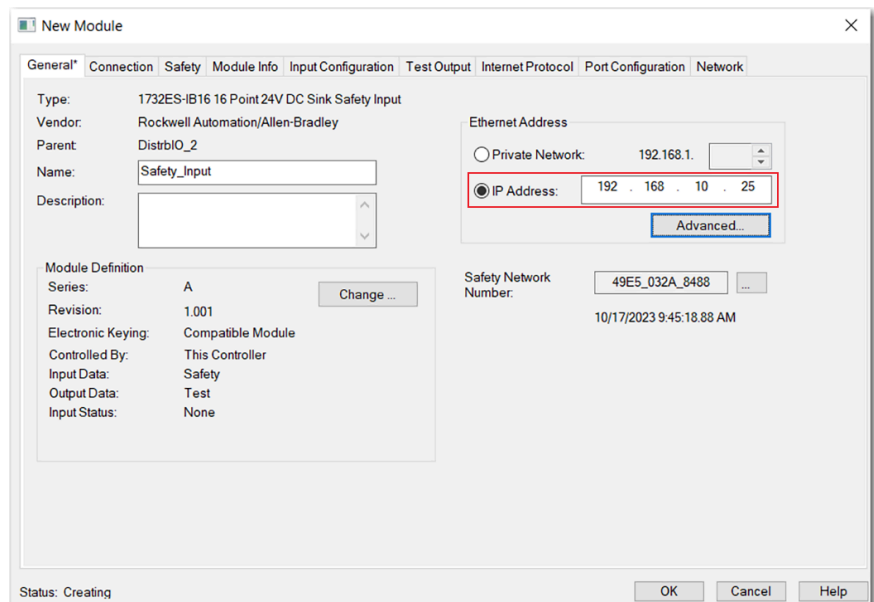 New Module
General* Connection Safety Module Info Input Configuration Test Output Internet Protocol Port Configuration Network
Type: 1732ES-IB16 16 Point 24V DC Sink Safety Input
Vendor: Rockwell Automation/Allen-Bradley
Parent: DistrbIO_2
Name: Safety_Input
Description:
Module Definition
Series: A
Change ...
Revision: 1.001
Electronic Keying: Compatible Module
Controlled By: This Controller
Input Data: Safety
Output Data: Test
Input Status: None
Ethernet Address
Private Network: 192.168.1.
IP Address: 192 . 168 . 10 . 25
Advanced...
Safety Network
Number:
49E5_032A_8488 ...
10/17/2023 9:45:18.88 AM
Status: Creating
OK Cancel Help